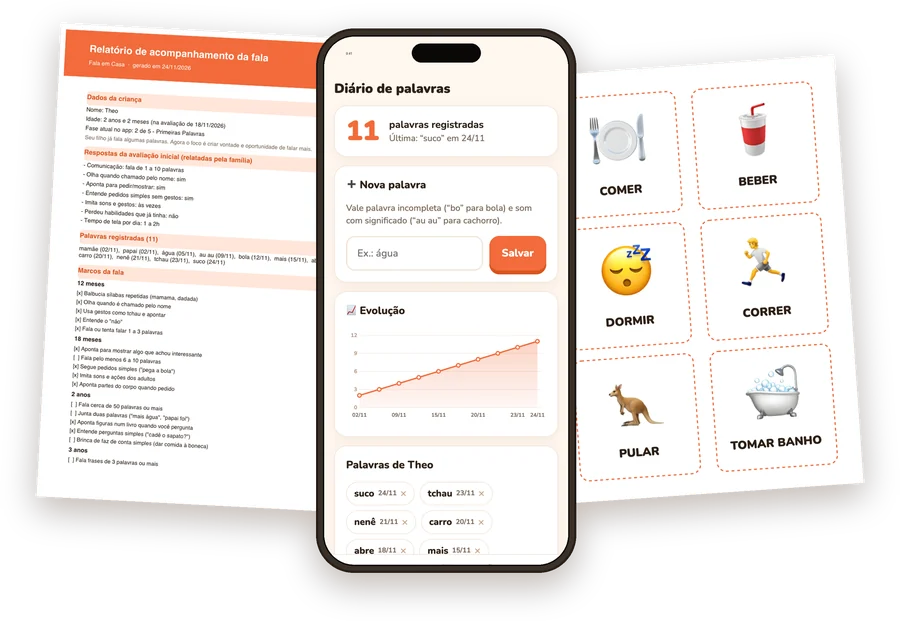 Relatório de acompanhamento da fala
Fala em Casa - gerado em 24/11/2026
Dados da criança
Nome: Theo
Idade: 2 anos e 2 meses (na avaliação de 18/11/2026)
Fase atual no app: 2 de 5 - Primeiras Palavras
Seu filho já fala algumas palavras. Agora o foco é criar vontade e oportunidade de falar mais.
Respostas da avaliação inicial (relatadas pela família)
- Comunicação: fala de 1 a 10 palavras
- Olha quando chamado pelo nome: sim
- Aponta para pedir/mostrar: sim
- Entende pedidos simples sem gestos: sim
- Imita sons e gestos: às vezes
- Perdeu habilidades que já tinha: não
- Tempo de tela por dia: 1 a 2h
Palavras registradas (11)
mamãe (02/11), papai (02/11), água (05/11), au au (09/11), bola (12/11), mais (15/11),
carro (20/11), nenê (21/11), tchau (23/11), suco (24/11)
Marcos da fala
12 meses
[x] Balbucia sílabas repetidas (mamama, dadada)
[x] Olha quando é chamado pelo nome
[x] Usa gestos como tchau e apontar
[x] Entende o "não"
[x] Fala ou tenta falar 1 a 3 palavras
18 meses
[x] Aponta para mostrar algo que achou interessante
[ ] Fala pelo menos 6 a 10 palavras
[x] Segue pedidos simples ("pega a bola")
[x] Imita sons e ações dos adultos
[x] Aponta partes do corpo quando pedido
2 anos
[ ] Fala cerca de 50 palavras ou mais
[ ] Junta duas palavras ("mais água", "papai foi")
[x] Aponta figuras num livro quando você pergunta
[x] Entende perguntas simples ("cadê o sapato?")
[ ] Brinca de faz de conta simples (dar comida à boneca)
3 anos
[ ] Fala frases de 3 palavras ou mais
Diário de palavras
11
palavras registradas
Última: “suco” em 24/11
+ Nova palavra
Vale palavra incompleta (“bo” para bola) e som
com significado (“au au” para cachorro).
Ex.: água
Salvar
Evolução
12
9
6
3
0
02/11 09/11 15/11 20/11 23/11 24/11
Palavras de Theo
suco 24/11 ×
tchau 23/11 ×
nenê 21/11 ×
carro 20/11 ×
abre 18/11 ×
mais 15/11 ×
COMER
BEBER
DORMIR
CORRER
PULAR
TOMAR BANHO